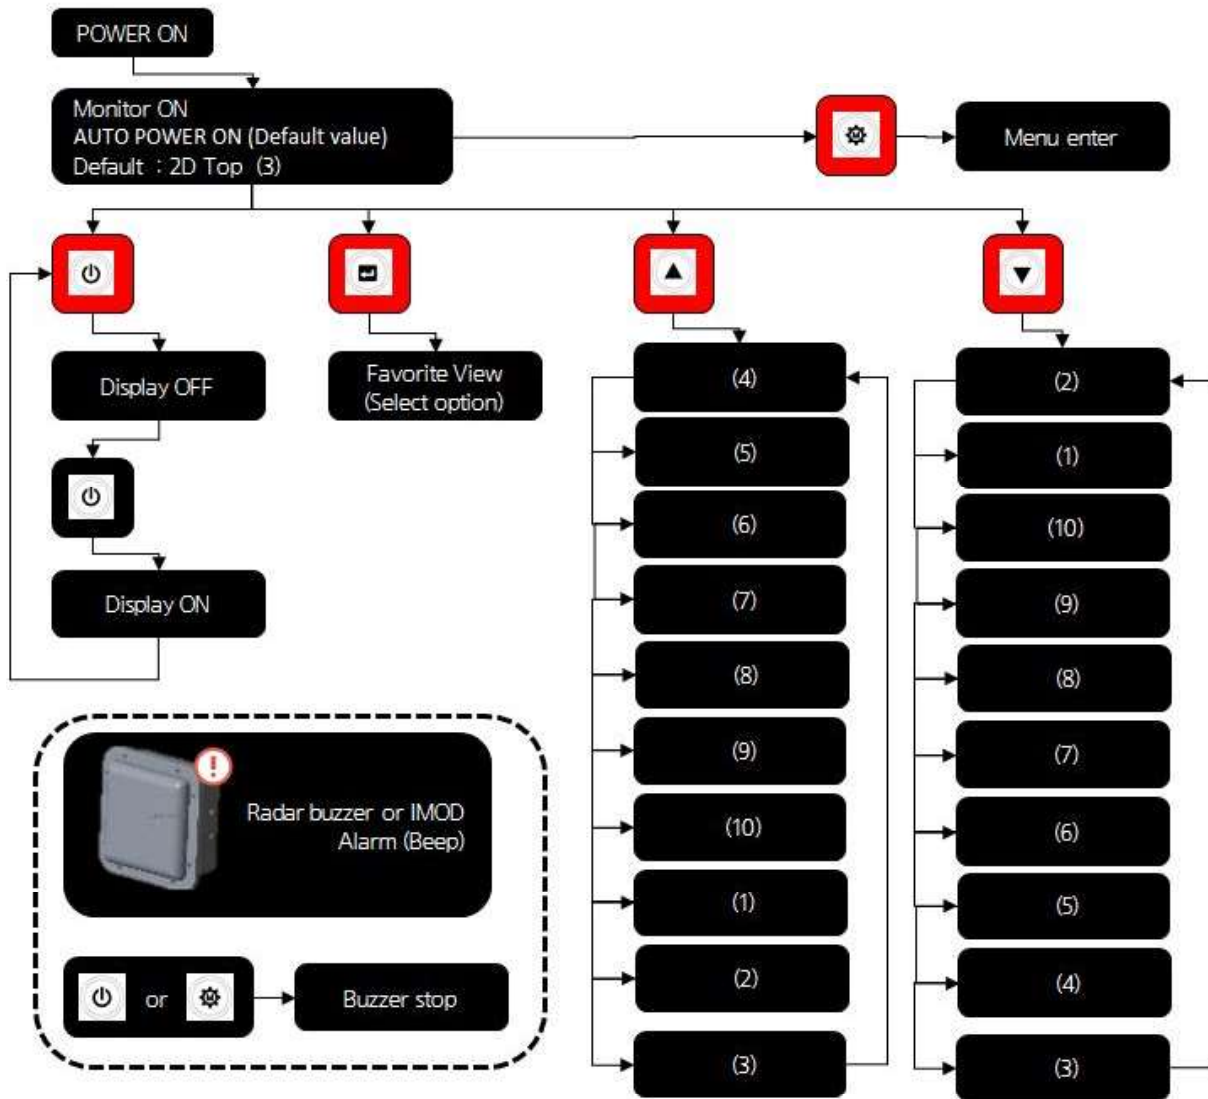 POWER ON
Monitor ON
AUTO POWER ON (Default value)
Default : 2D Top (3)
Menu enter
Display OFF
Display ON
Favorite View
(Select option)
(4)
(5)
(6)
(7)
(8)
(9)
(10)
(1)
(2)
(3)
(2)
(1)
(10)
(9)
(8)
(7)
(6)
(5)
(4)
(3)
Radar buzzer or IMOD
Alarm (Beep)
or
Buzzer stop